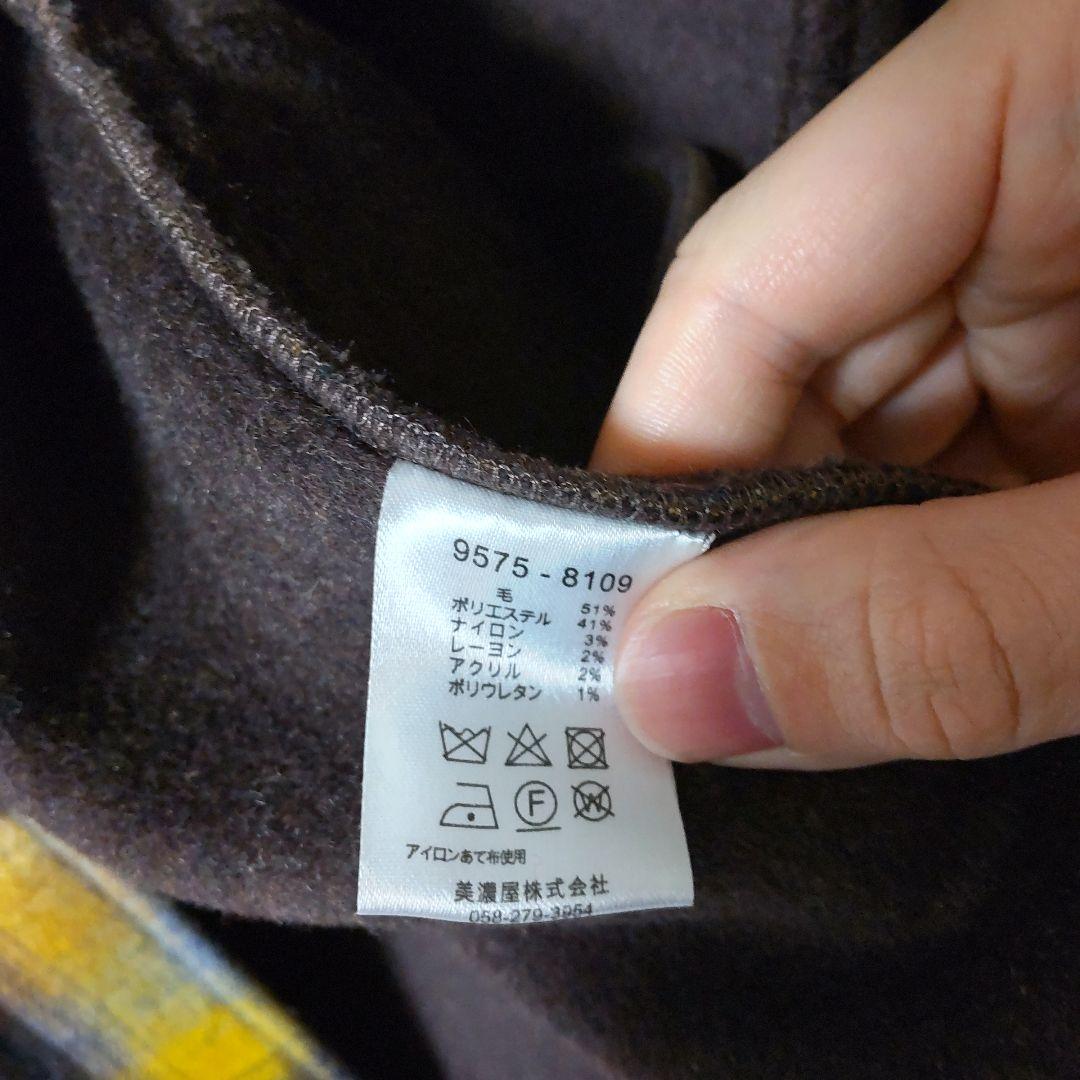 9575 - 8109
毛 51%
ポリエステル 41%
ナイロン 3%
レーヨン 2%
アクリル 2%
ポリウレタン 1%
F W
アイロンあて布使用
美濃屋株式会社
058-279-3954